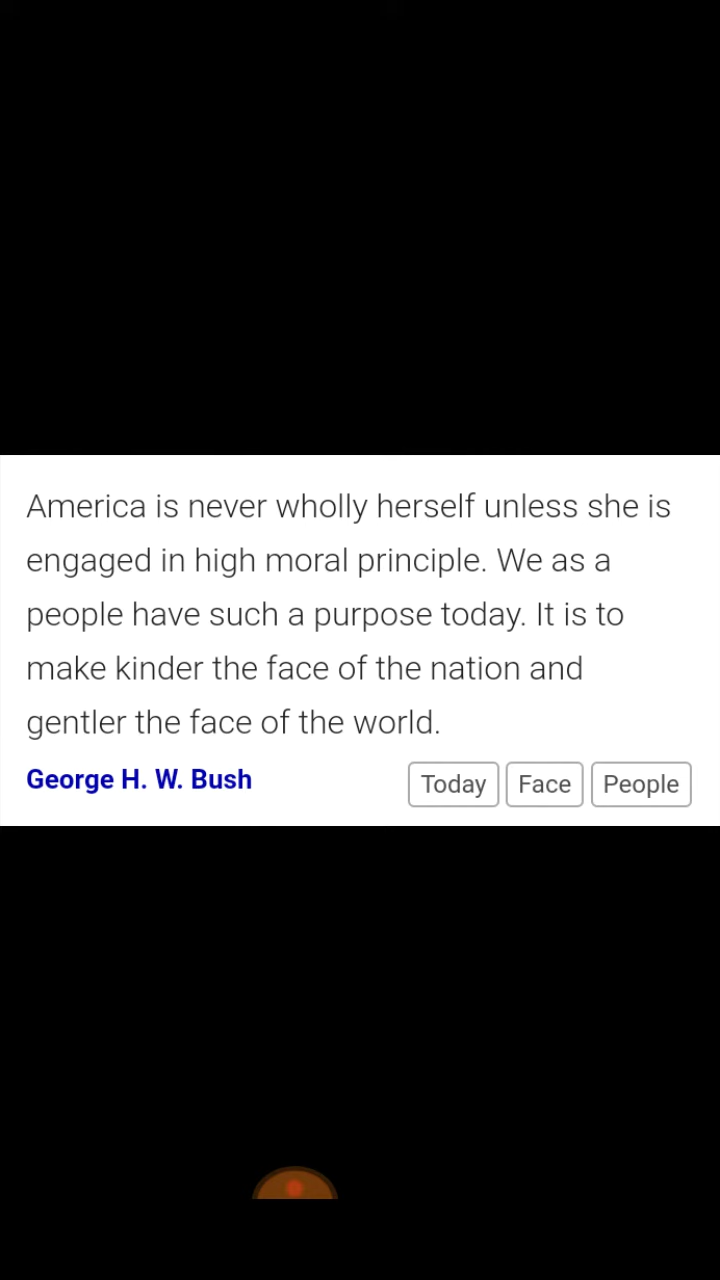 America is never wholly herself unless she is
engaged in high moral principle. We as a
people have such a purpose today. It is to
make kinder the face of the nation and
gentler the face of the world.
George H. W. Bush
Today Face People